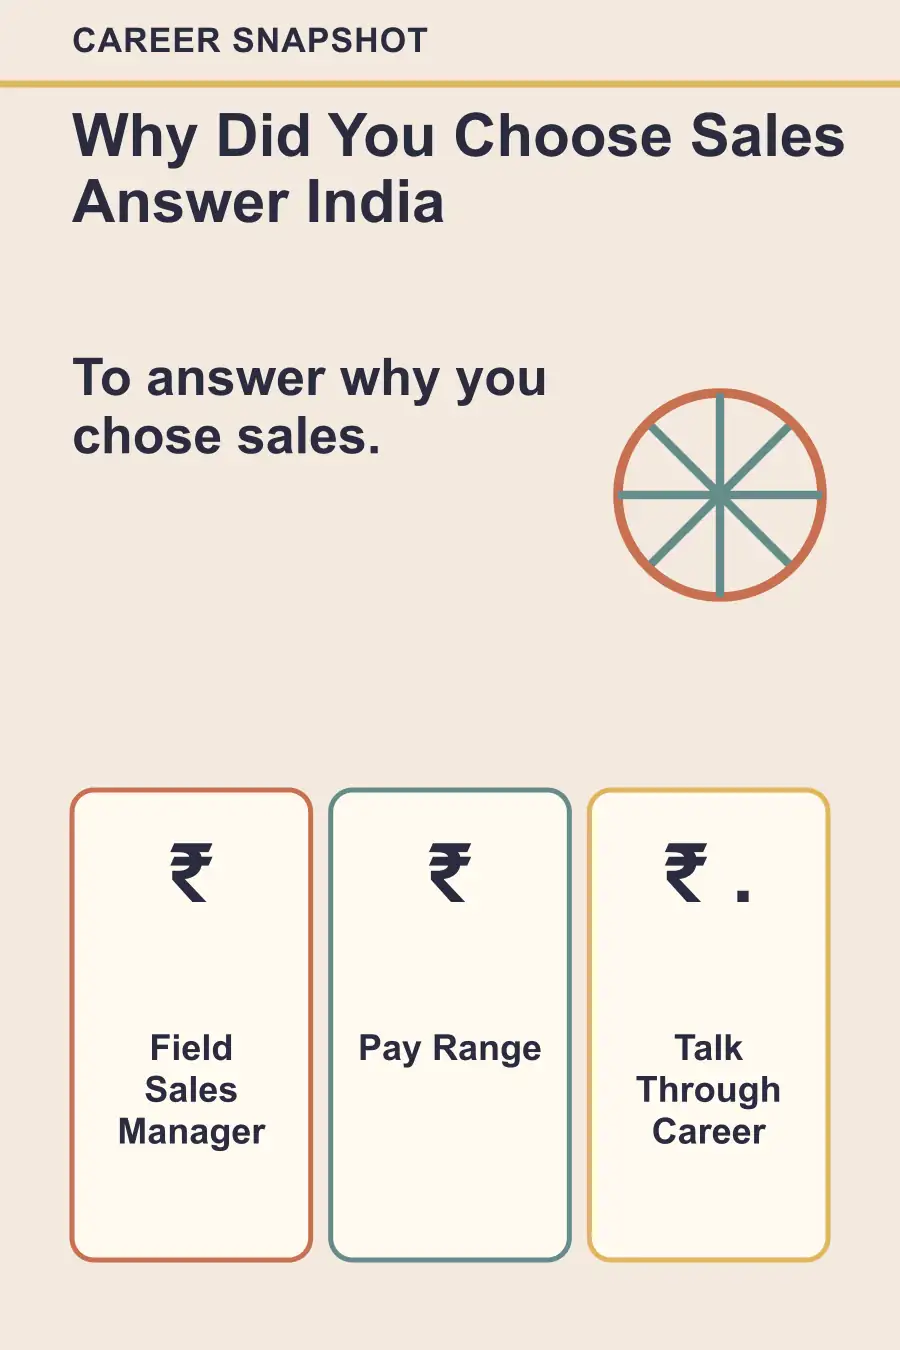 CAREER SNAPSHOT
Why Did You Choose Sales
Answer India
To answer why you
chose sales.
₹
Field
Sales
Manager
₹
Pay Range
₹ .
Talk
Through
Career